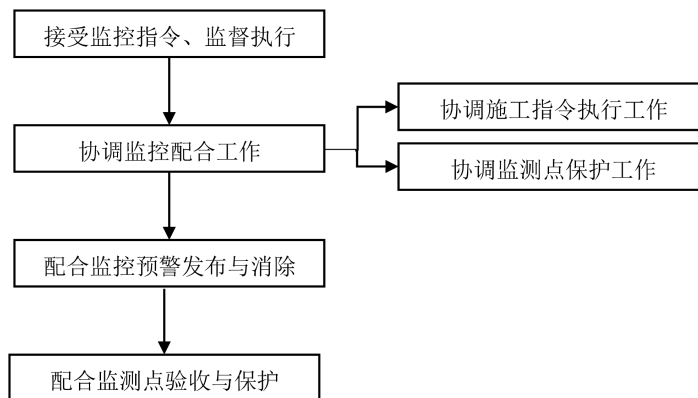 接受监控指令、监督执行
协调施工指令执行工作
协调监控配合工作
协调监测点保护工作
配合监控预警发布与消除
配合监测点验收与保护